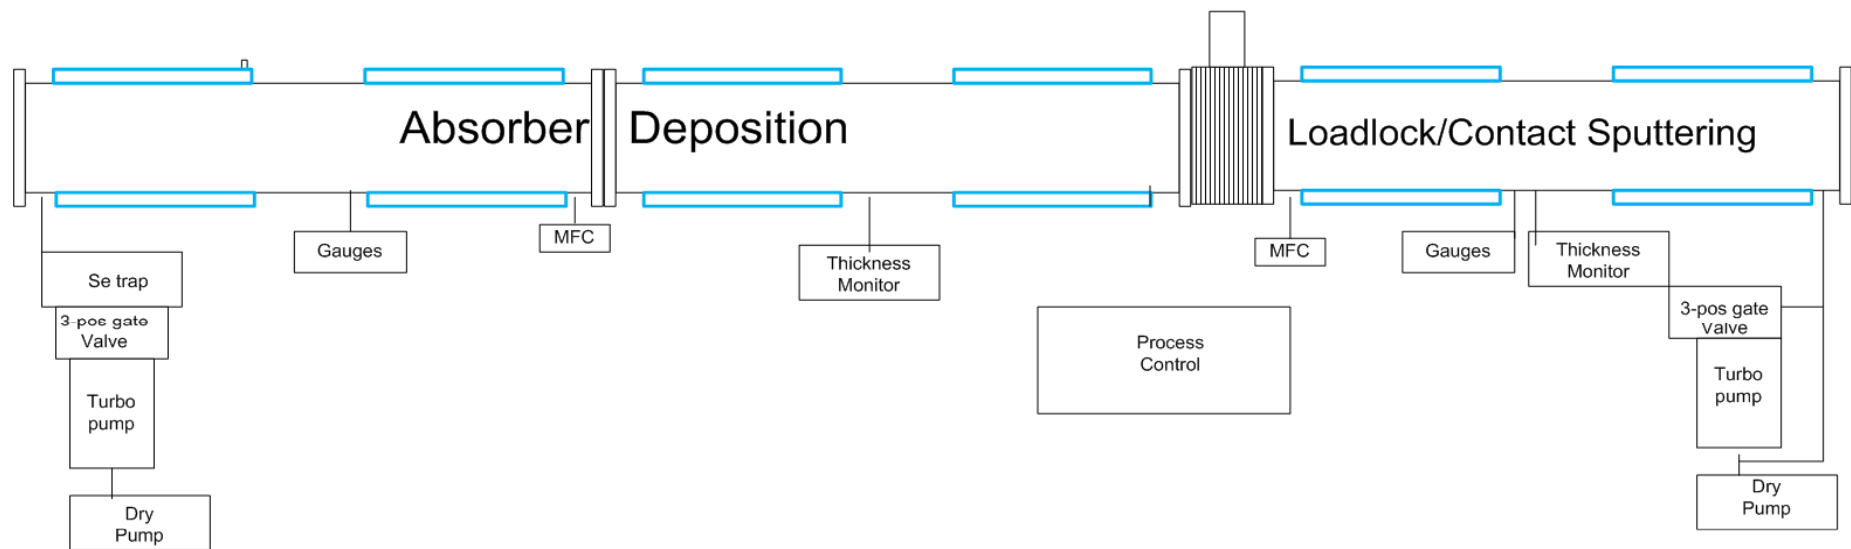 Absorber Deposition
Loadlock/Contact Sputtering
Gauges
MFC
Se trap
3-pos gate
Valve
Turbo
pump
Dry
Pump
Thickness
Monitor
Process
Control
MFC
Gauges
Thickness
Monitor
3-pos gate
Valve
Turbo
pump
Dry
Pump